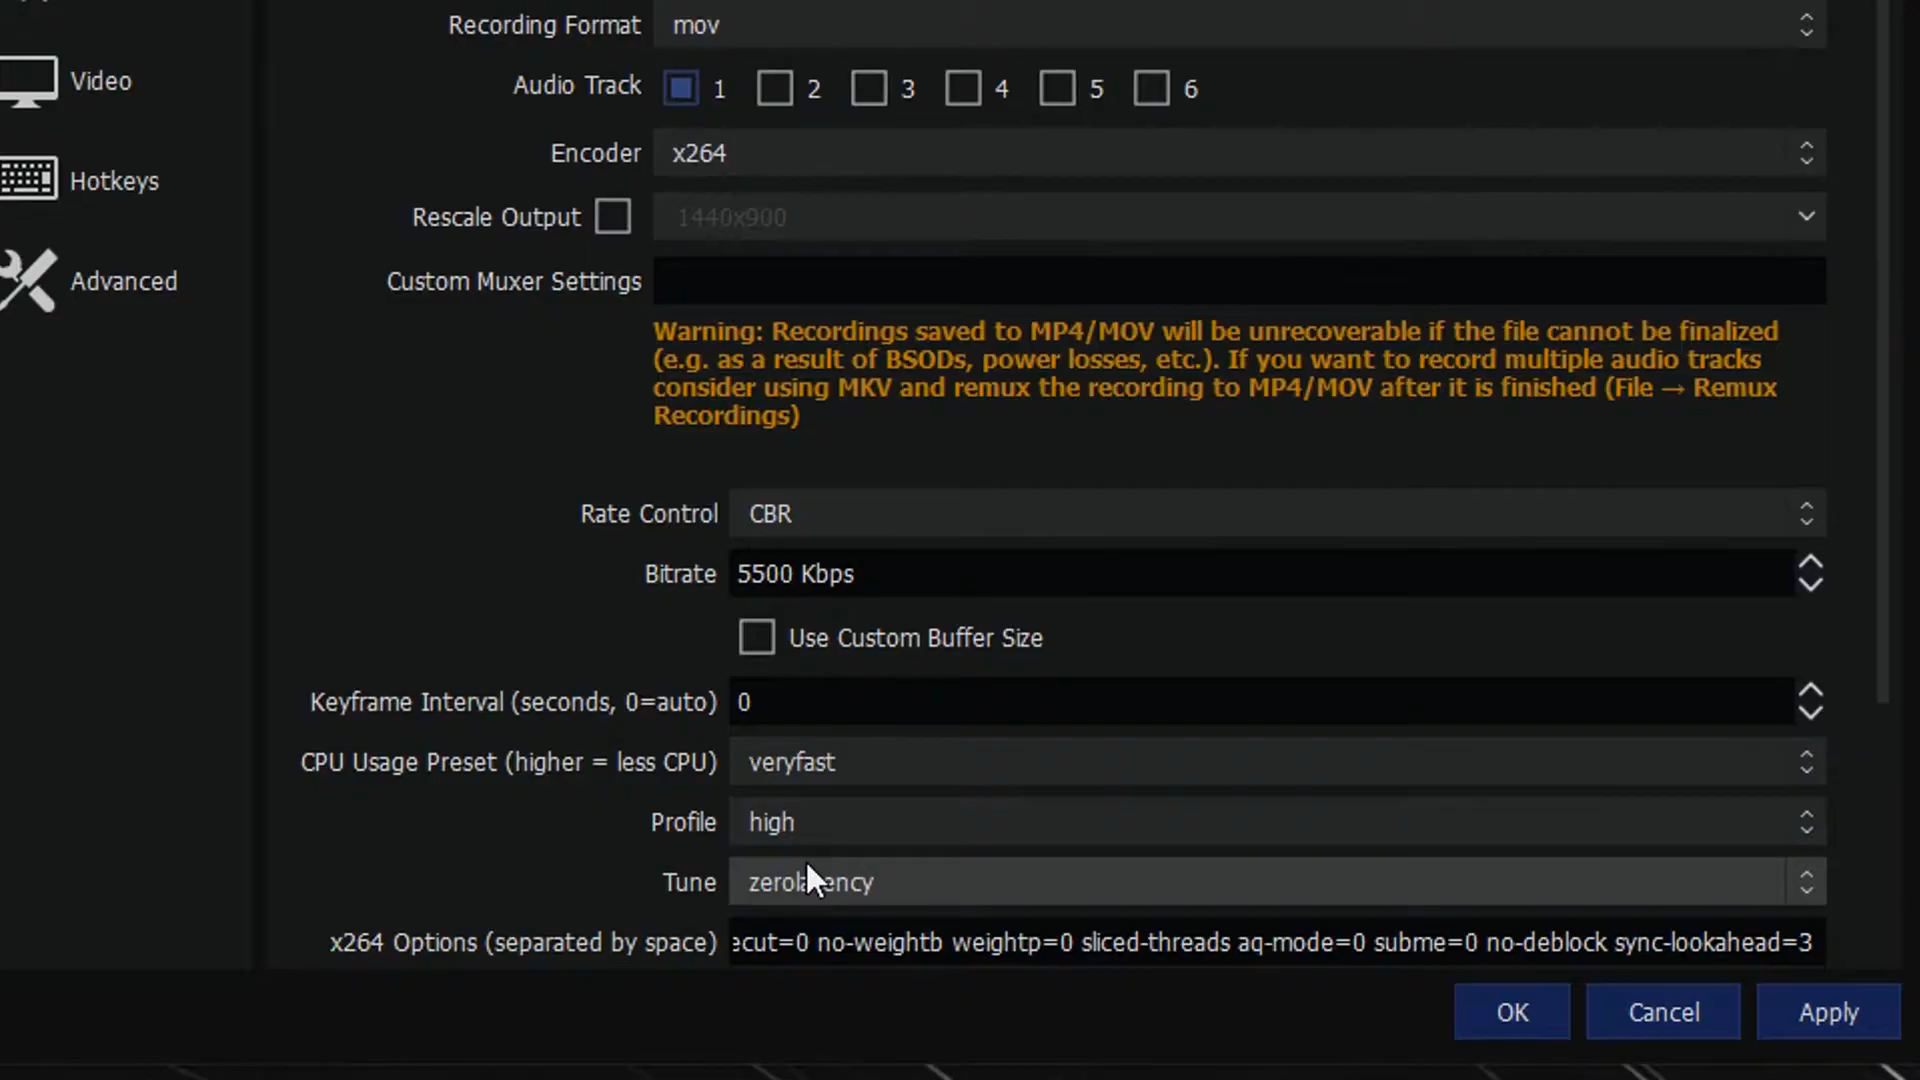 Recording Format mov
Video
Audio Track 1 2 3 4 5 6
Encoder x264
Hotkeys
Rescale Output 1440x900
Advanced
Custom Muxer Settings
Warning: Recordings saved to MP4/MOV will be unrecoverable if the file cannot be finalized
(e.g. as a result of BSODs, power losses, etc.). If you want to record multiple audio tracks
consider using MKV and remux the recording to MP4/MOV after it is finished (File → Remux
Recordings)
Rate Control CBR
Bitrate 5500 Kbps
Use Custom Buffer Size
Keyframe Interval (seconds, 0=auto) 0
CPU Usage Preset (higher = less CPU) veryfast
Profile high
Tune zerolatency
x264 Options (separated by space) ecut=0 no-weightb weightp=0 sliced-threads aq-mode=0 subme=0 no-deblock sync-lookahead=3
OK Cancel Apply